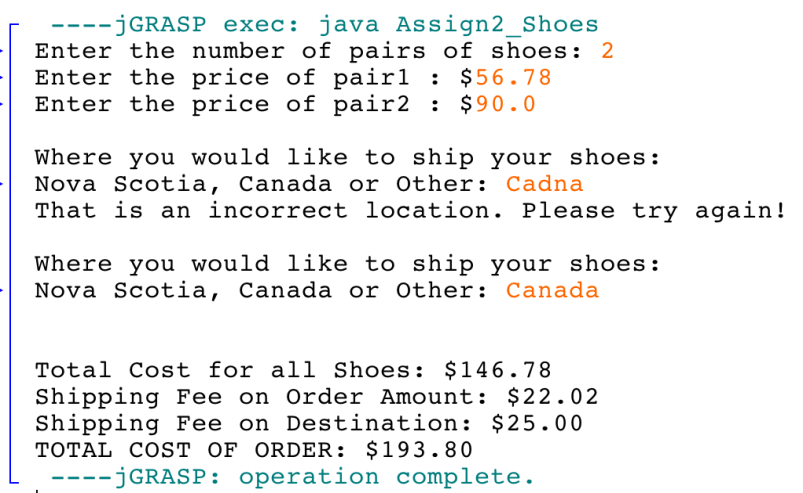 ----jGRASP exec: java Assign2_Shoes
Enter the number of pairs of shoes: 2
Enter the price of pair1 : $56.78
Enter the price of pair2 : $90.0
Where you would like to ship your shoes:
Nova Scotia, Canada or Other: Cadna
That is an incorrect location. Please try again!
Where you would like to ship your shoes:
Nova Scotia, Canada or Other: Canada
Total Cost for all Shoes: $146.78
Shipping Fee on Order Amount: $22.02
Shipping Fee on Destination: $25.00
TOTAL COST OF ORDER: $193.80
----jGRASP: operation complete.